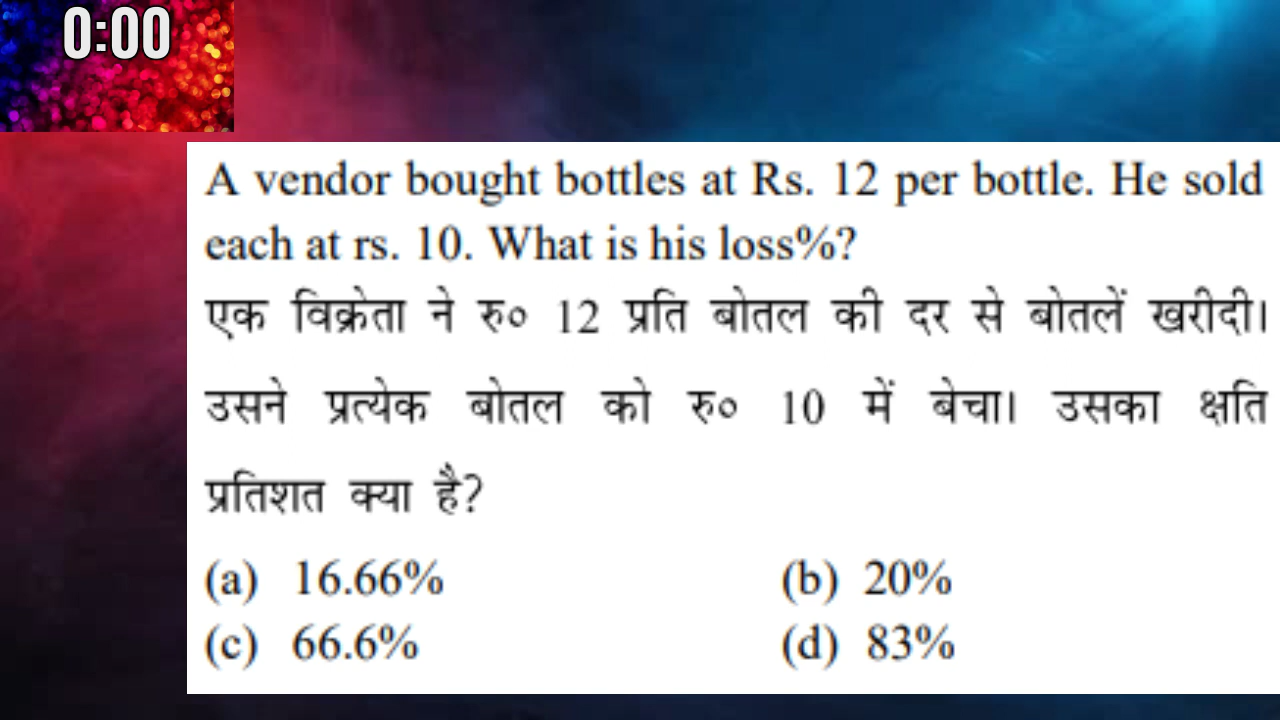 0:00
A vendor bought bottles at Rs. 12 per bottle. He sold
each at rs. 10. What is his loss%?
एक विक्रेता ने रु० 12 प्रति बोतल की दर से बोतलें खरीदी।
उसने प्रत्येक बोतल को रु० 10 में बेचा। उसका क्षति
प्रतिशत क्या है?
(a) 16.66% (b) 20%
(c) 66.6% (d) 83%